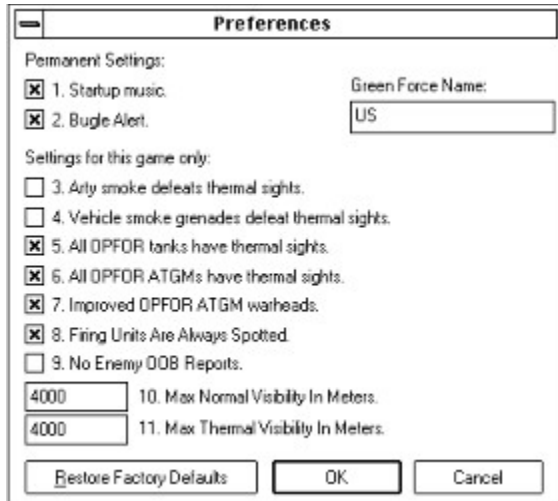 Preferences
Permanent Settings:
1. Startup music.
2. Bugle Alert.
Green Force Name:
US
Settings for this game only:
3. Arty smoke defeats thermal sights.
4. Vehicle smoke grenades defeat thermal sights.
5. All OPFOR tanks have thermal sights.
6. All OPFOR ATGMs have thermal sights.
7. Improved OPFOR ATGM warheads.
8. Firing Units Are Always Spotted.
9. No Enemy OOB Reports.
4000 10. Max Normal Visibility In Meters.
4000 11. Max Thermal Visibility In Meters.
Restore Factory Defaults OK Cancel